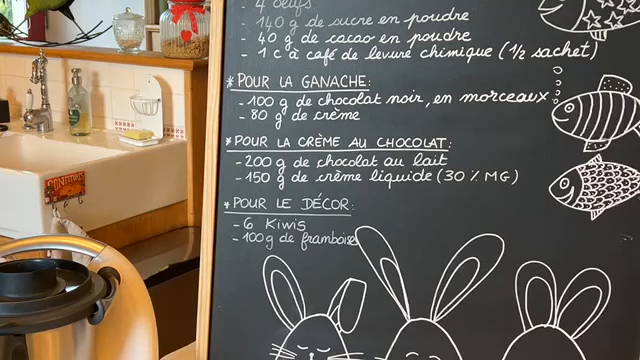 - 4 oeufs
- 140 g de sucre en poudre
- 40 g de cacao en poudre
- 1 c à café de levure chimique (1/2 sachet)
* POUR LA GANACHE:
- 100 g de chocolat noir, en morceaux
- 80 g de crème
* POUR LA CRÈME AU CHOCOLAT:
- 200 g de chocolat au lait
- 150 g de crème liquide (30 % MG)
* POUR LE DÉCOR:
- 6 Kiwis
- 100 g de framboises
CONFITURES